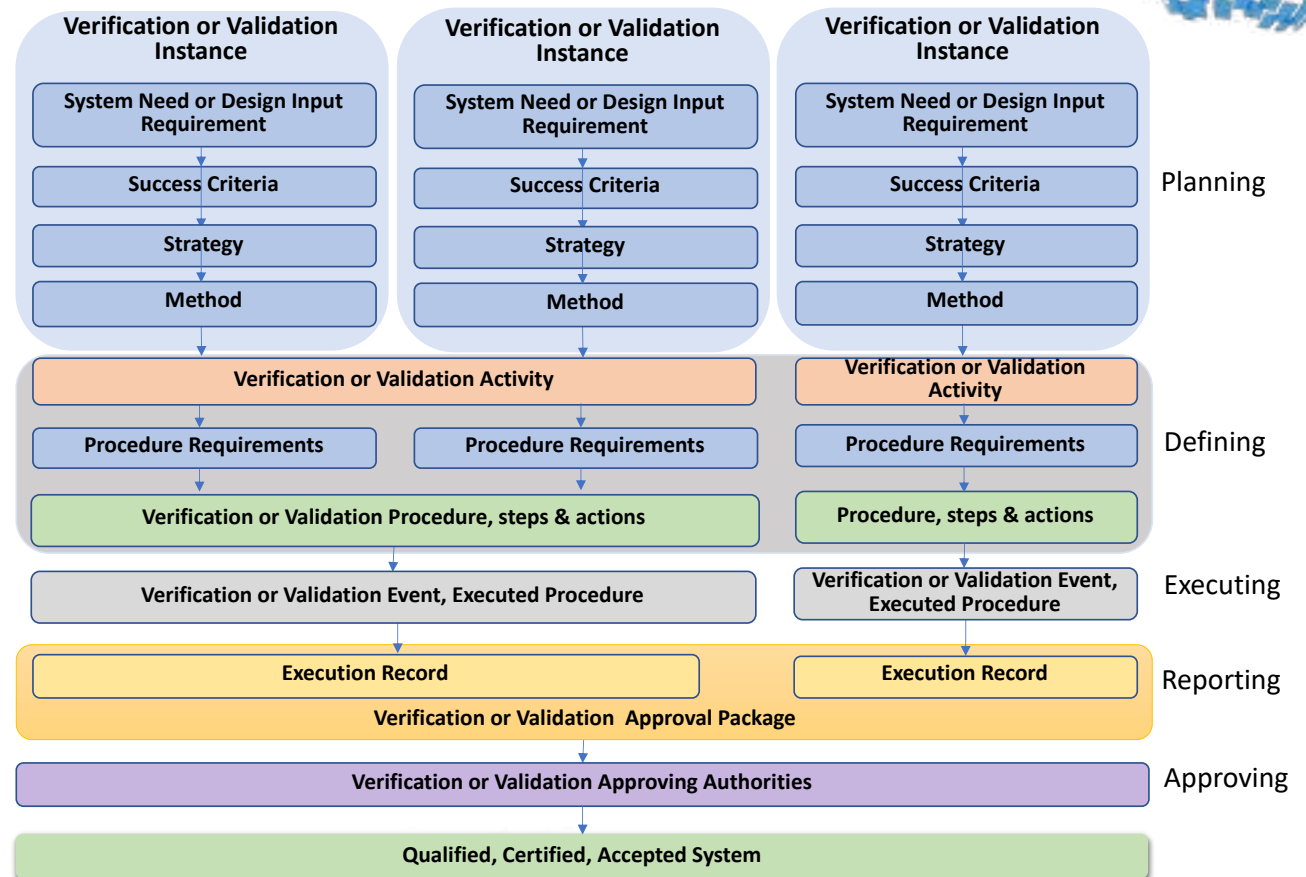 Verification or Validation
Instance
Verification or Validation
Instance
Verification or Validation
Instance
System Need or Design Input
Requirement
System Need or Design Input
Requirement
System Need or Design Input
Requirement
Success Criteria
Success Criteria
Success Criteria
Planning
Strategy
Strategy
Strategy
Method
Method
Method
Verification or Validation Activity
Verification or Validation
Activity
Procedure Requirements
Procedure Requirements
Procedure Requirements
Defining
Verification or Validation Procedure, steps & actions
Procedure, steps & actions
Verification or Validation Event, Executed Procedure
Verification or Validation Event,
Executed Procedure
Executing
Execution Record
Execution Record
Reporting
Verification or Validation Approval Package
Verification or Validation Approving Authorities
Approving
Qualified, Certified, Accepted System